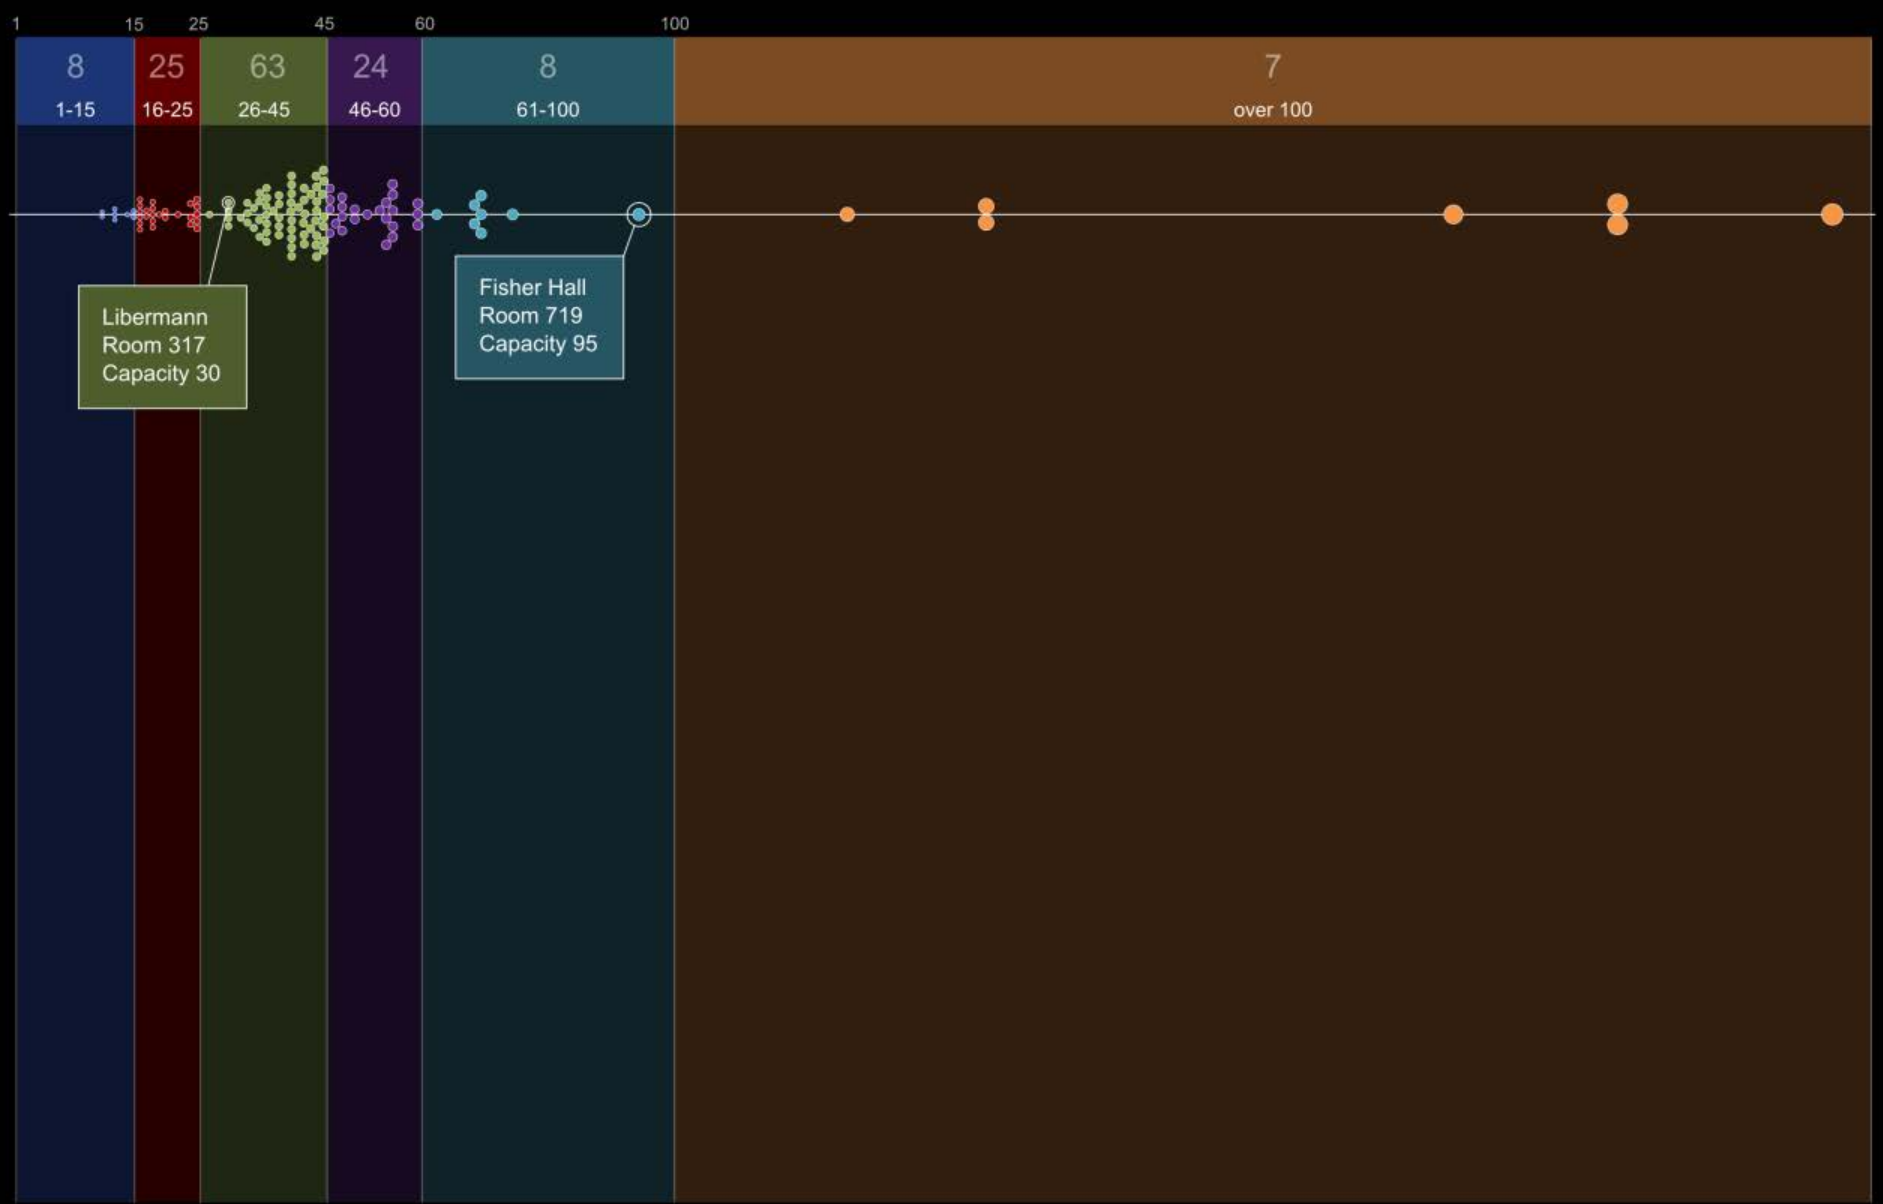 1 15 25 45 60 100
8 25 63 24 8 7
1-15 16-25 26-45 46-60 61-100 over 100
Libermann
Room 317
Capacity 30
Fisher Hall
Room 719
Capacity 95